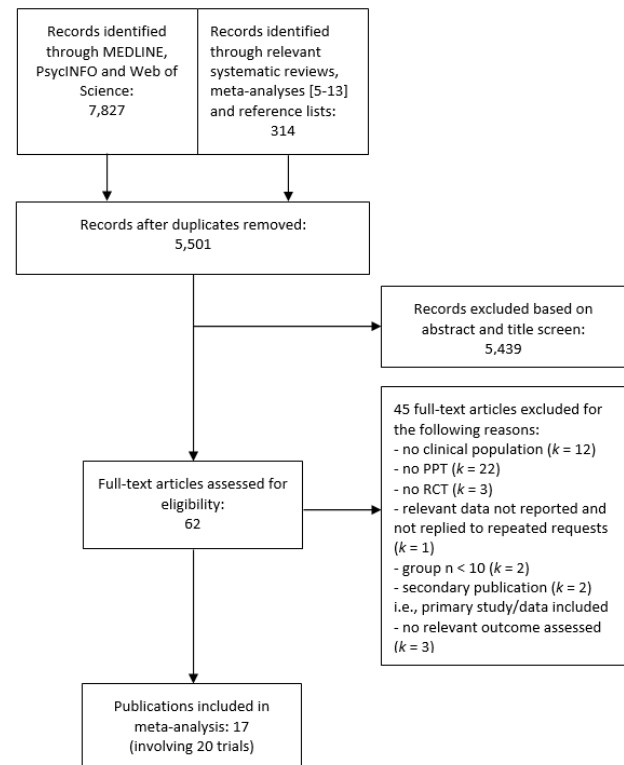 Records identified
through MEDLINE,
PsycINFO and Web of
Science:
7,827
Records identified
through relevant
systematic reviews,
meta-analyses [5-13]
and reference lists:
314
Records after duplicates removed:
5,501
Records excluded based on
abstract and title screen:
5,439
Full-text articles assessed for
eligibility:
62
45 full-text articles excluded for
the following reasons:
- no clinical population (k = 12)
- no PPT (k = 22)
- no RCT (k = 3)
- relevant data not reported and
not replied to repeated requests
(k = 1)
- group n < 10 (k = 2)
- secondary publication (k = 2)
i.e., primary study/data included
- no relevant outcome assessed
(k = 3)
Publications included in
meta-analysis: 17
(involving 20 trials)